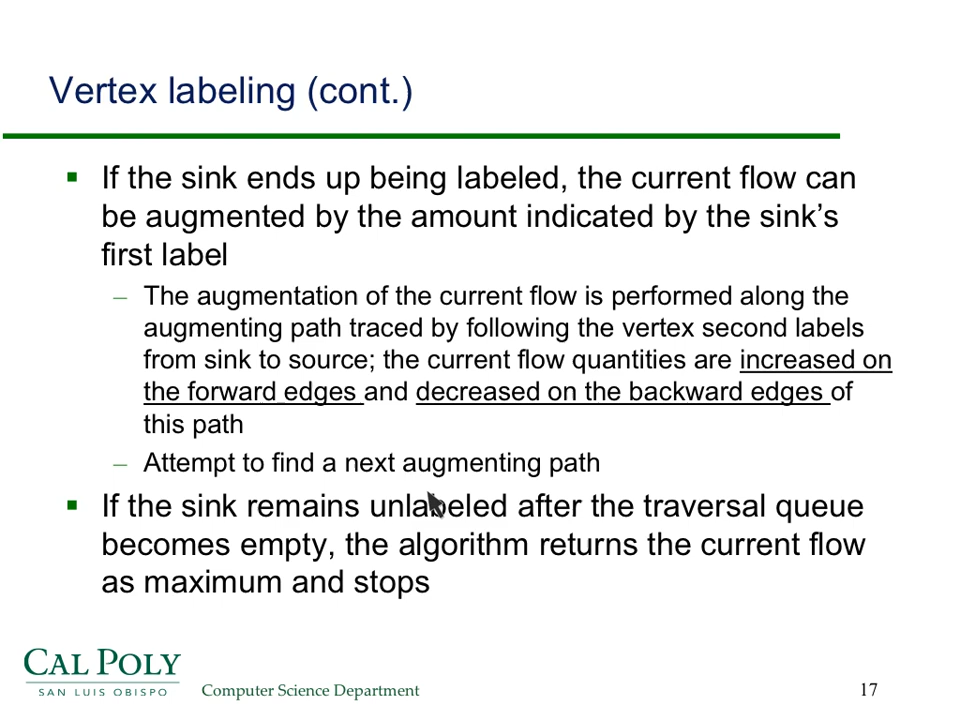 Vertex labeling (cont.)
▪ If the sink ends up being labeled, the current flow can
be augmented by the amount indicated by the sink’s
first label
– The augmentation of the current flow is performed along the
augmenting path traced by following the vertex second labels
from sink to source; the current flow quantities are increased on
the forward edges and decreased on the backward edges of
this path
– Attempt to find a next augmenting path
▪ If the sink remains unlabeled after the traversal queue
becomes empty, the algorithm returns the current flow
as maximum and stops
CAL POLY
SAN LUIS OBISPO
Computer Science Department
17